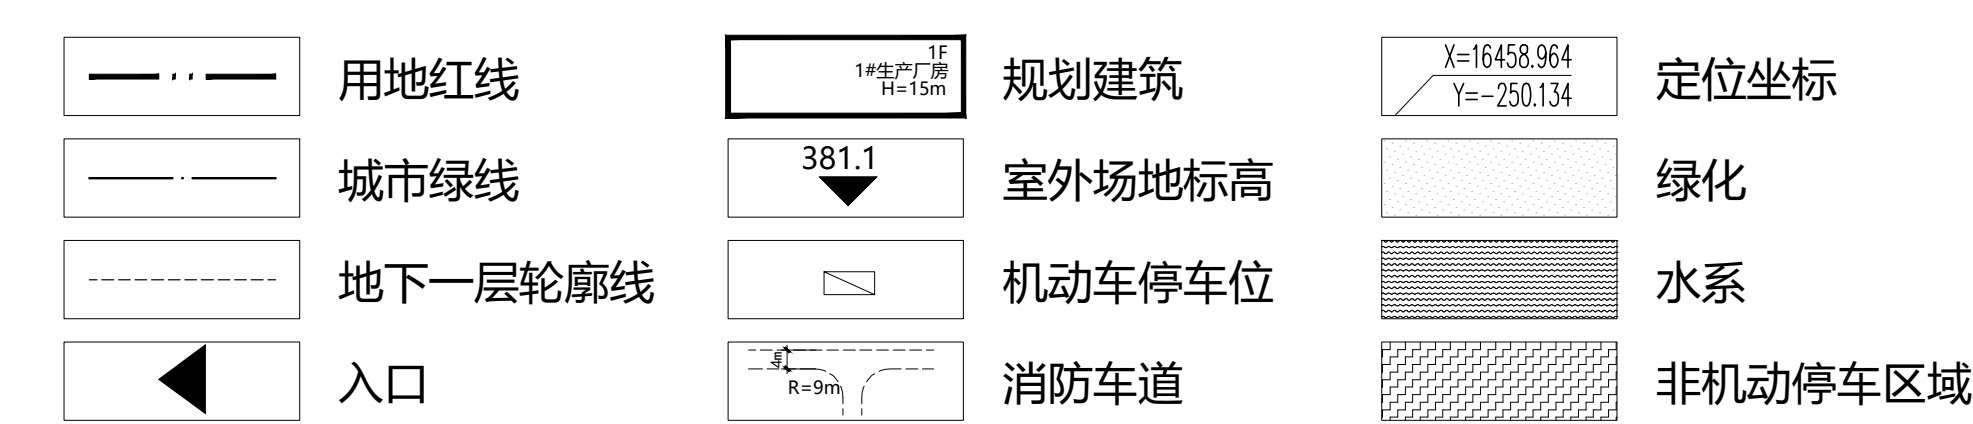 用地红线
1F
1#生产厂房
H=15m
规划建筑
X=16458.964
Y=-250.134
定位坐标
城市绿线
381.1
室外场地标高
绿化
地下一层轮廓线
机动车停车位
水系
入口
4m
R=9m
消防车道
非机动停车区域